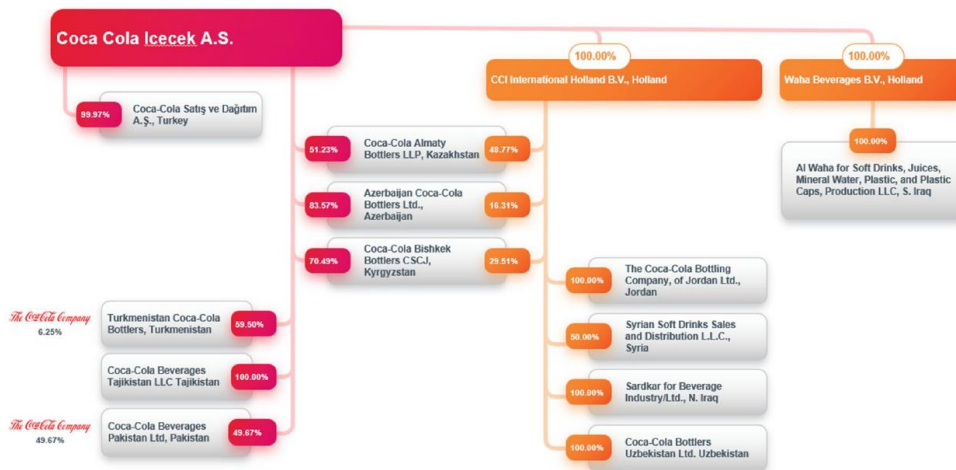 Coca Cola Icecek A.S.
100.00%
CCI International Holland B.V., Holland
100.00%
Waha Beverages B.V., Holland
99.97%
Coca-Cola Satış ve Dağıtım
A.Ş., Turkey
51.23%
Coca-Cola Almaty
Bottlers LLP, Kazakhstan
48.77%
100.00%
Al Waha for Soft Drinks, Juices,
Mineral Water, Plastic, and Plastic
Caps, Production LLC, S. Iraq
83.57%
Azerbaijan Coca-Cola
Bottlers Ltd.,
Azerbaijan
16.31%
70.49%
Coca-Cola Bishkek
Bottlers CSCJ,
Kyrgyzstan
29.51%
100.00%
The Coca-Cola Bottling
Company, of Jordan Ltd.,
Jordan
The Coca-Cola Company
6.25%
Turkmenistan Coca-Cola
Bottlers, Turkmenistan
59.50%
50.00%
Syrian Soft Drinks Sales
and Distribution L.L.C.,
Syria
Coca-Cola Beverages
Tajikistan LLC Tajikistan
100.00%
100.00%
Sardkar for Beverage
Industry/Ltd., N. Iraq
The Coca-Cola Company
49.67%
Coca-Cola Beverages
Pakistan Ltd, Pakistan
49.67%
100.00%
Coca-Cola Bottlers
Uzbekistan Ltd. Uzbekistan